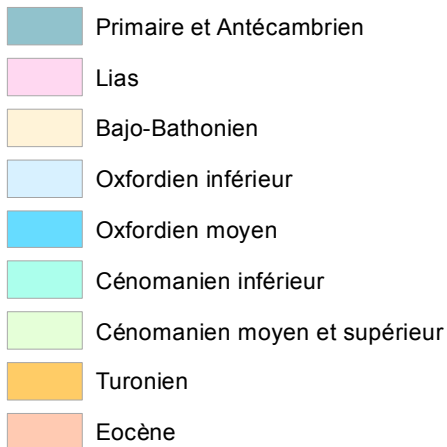 Primaire et Antécambrien
Lias
Bajo-Bathonien
Oxfordien inférieur
Oxfordien moyen
Cénomanien inférieur
Cénomanien moyen et supérieur
Turonien
Eocène